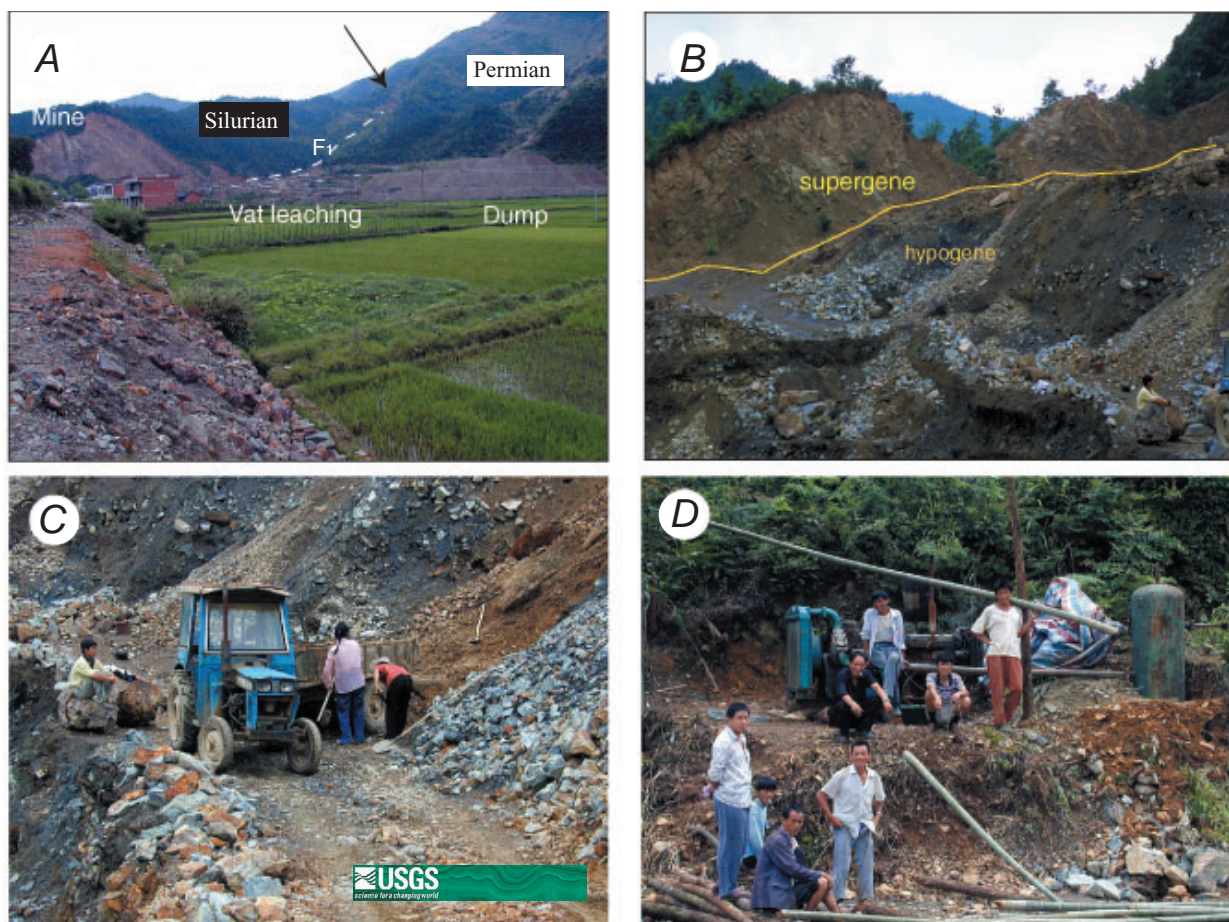 A
Permian
Mine
Silurian
F1
Vat leaching
Dump
B
supergene
hypogene
C
USGS
science for a changing world
D